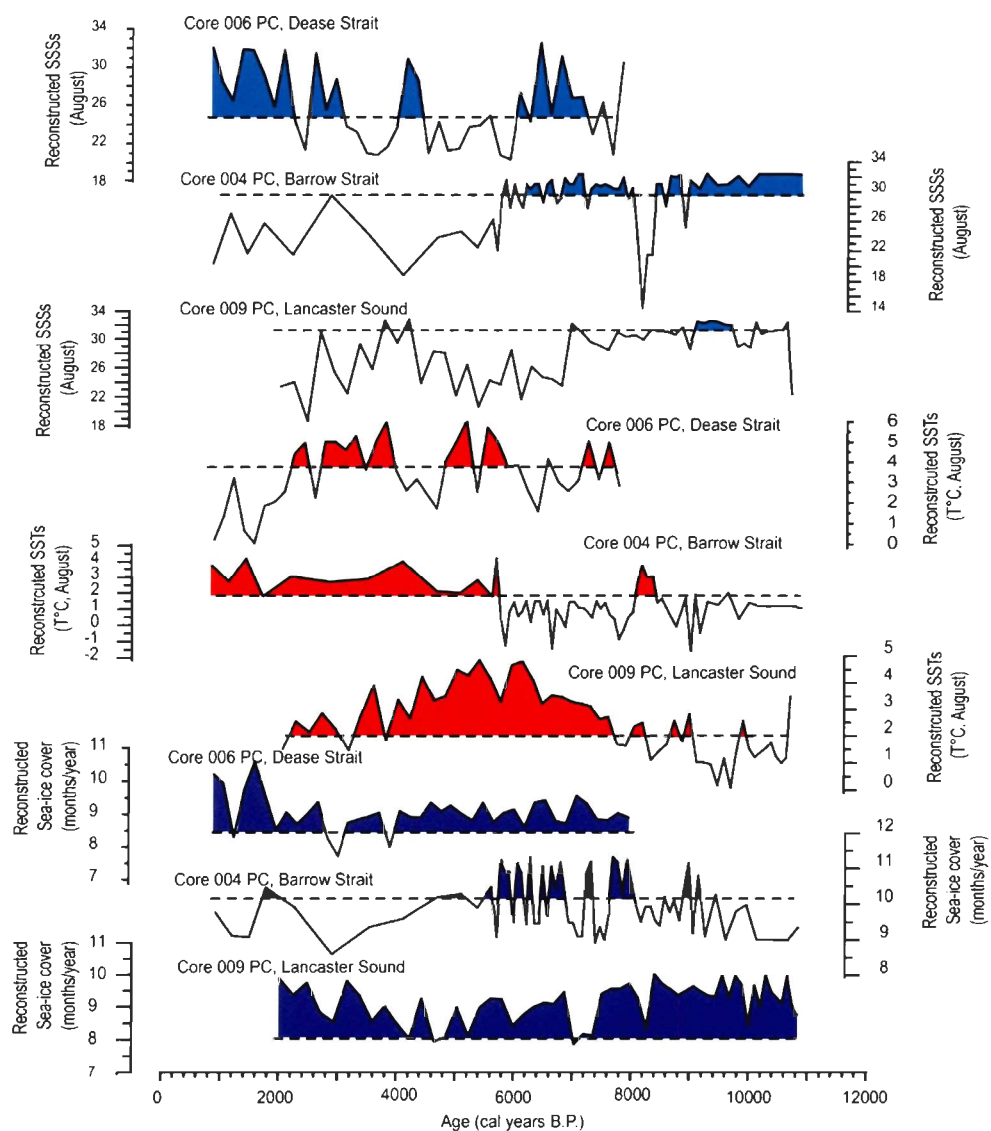 Core 006 PC, Dease Strait
34
30
26
22
18
Reconstructed SSSs
(August)
Core 004 PC, Barrow Strait
34
30
26
22
18
14
Reconstructed SSSs
(August)
Core 009 PC, Lancaster Sound
34
30
26
22
18
Reconstructed SSSs
(August)
Core 006 PC, Dease Strait
6
5
4
3
2
1
0
Reconstrcuted SSTs
(T°C. August)
Core 004 PC, Barrow Strait
5
4
3
2
1
0
-1
-2
Reconstrcuted SSTs
(T°C, August)
Core 009 PC, Lancaster Sound
5
4
3
2
1
0
Reconstrcuted SSTs
(T°C, August)
Core 006 PC, Dease Strait
11
10
9
8
7
Reconstructed
Sea-ice cover
(months/year)
Core 004 PC, Barrow Strait
12
11
10
9
8
Reconstructed
Sea-ice cover
(months/year)
Core 009 PC, Lancaster Sound
11
10
9
8
7
Reconstructed
Sea-ice cover
(months/year)
0 2000 4000 6000 8000 10000 12000
Age (cal years B.P.)